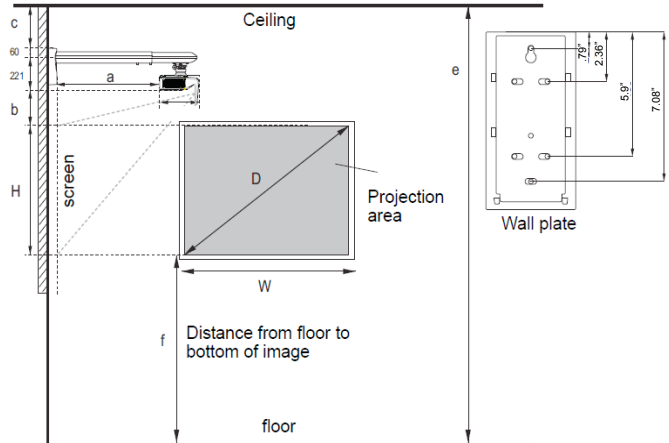 Ceiling
c
60
221
a
b
e
H
screen
D
Projection
area
W
f
Distance from floor to
bottom of image
floor
.79"
2.36"
5.9"
7.08"
Wall plate